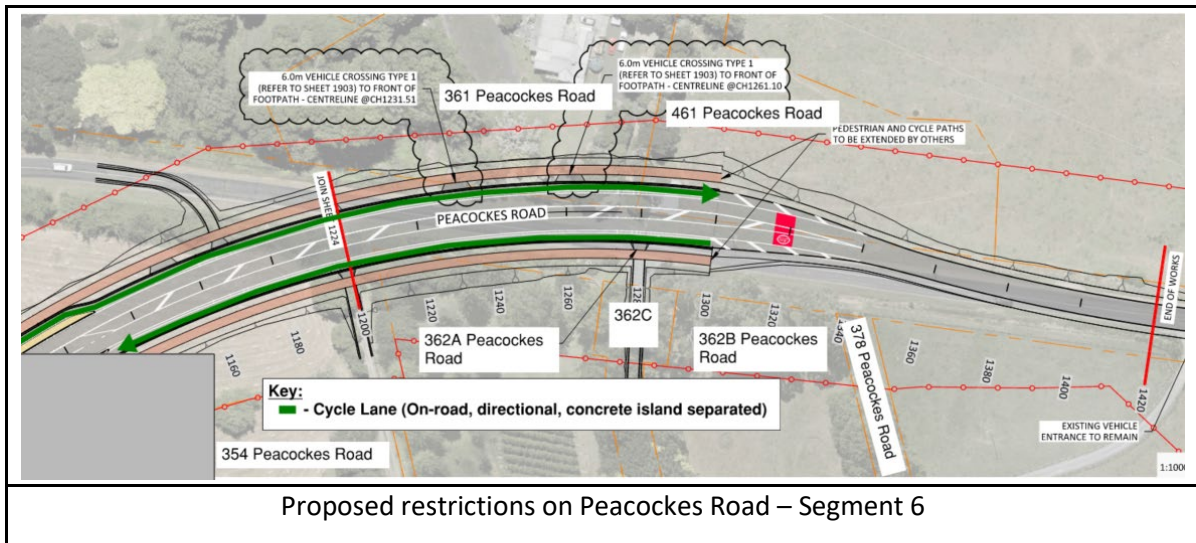 6.0m VEHICLE CROSSING TYPE 1
(REFER TO SHEET 1903) TO FRONT OF
FOOTPATH - CENTRELINE @CH1231.51
6.0m VEHICLE CROSSING TYPE 1
(REFER TO SHEET 1903) TO FRONT OF
FOOTPATH - CENTRELINE @CH1261.10
361 Peacockes Road
461 Peacockes Road
PEDESTRIAN AND CYCLE PATHS
TO BE EXTENDED BY OTHERS
JOIN SHEET 1224
PEACOCKES ROAD
END OF WORKS
1160
1180
1200
1220
1240
1260
1300
1320
1340
1360
1380
1400
1420
362A Peacockes
Road
362C
362B Peacockes
Road
378 Peacockes Road
Key:
- Cycle Lane (On-road, directional, concrete island separated)
354 Peacockes Road
EXISTING VEHICLE
ENTRANCE TO REMAIN
1:1000
Proposed restrictions on Peacockes Road – Segment 6